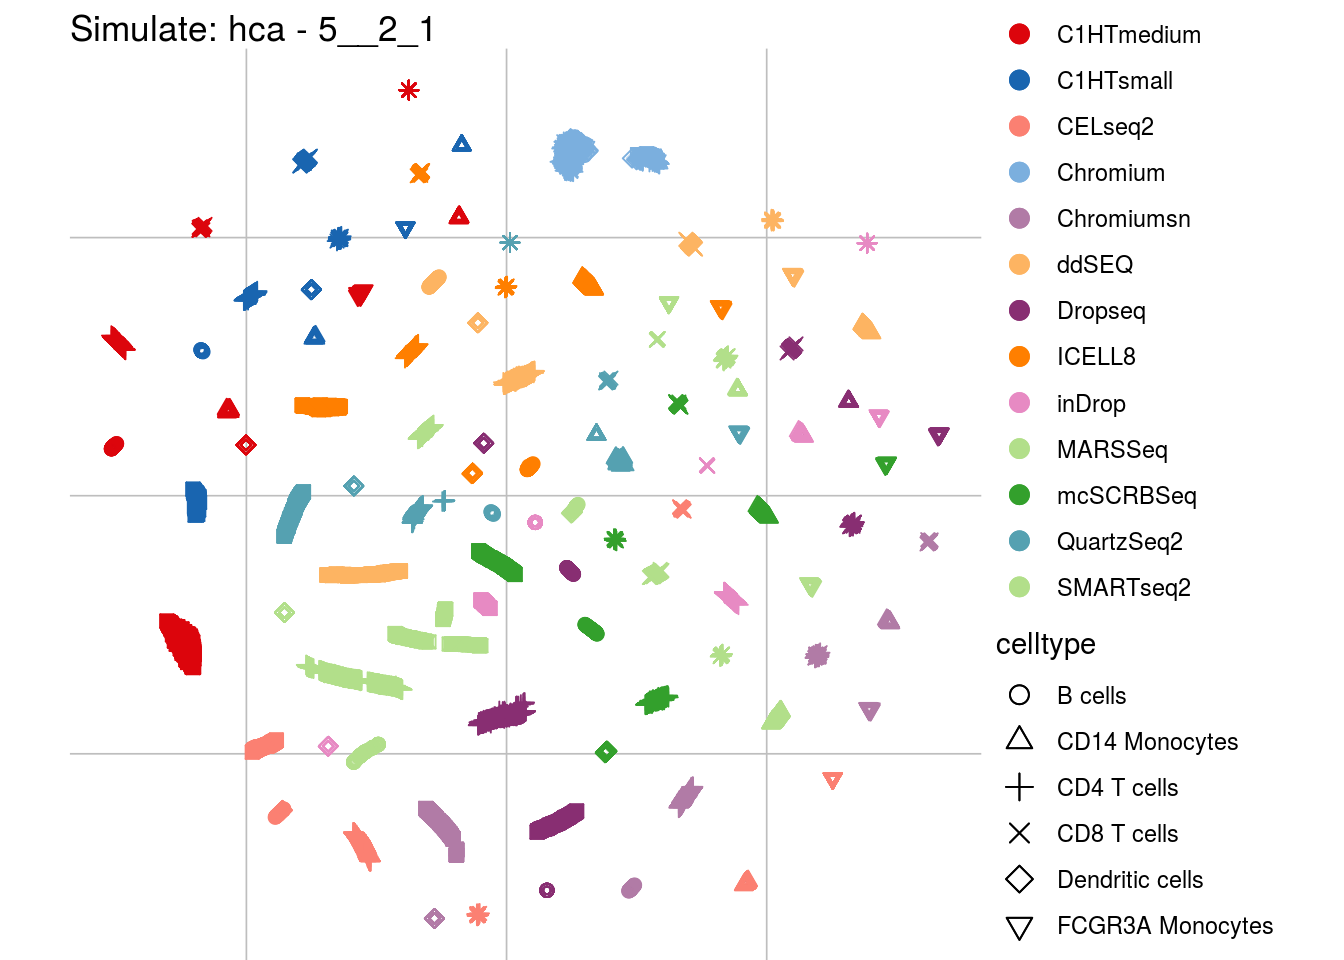 Simulate: hca - 5__2_1
C1HTmedium
C1HTsmall
CELseq2
Chromium
Chromiumsn
ddSEQ
Dropseq
ICELL8
inDrop
MARSSeq
mcSCRBSeq
QuartzSeq2
SMARTseq2
celltype
B cells
CD14 Monocytes
CD4 T cells
CD8 T cells
Dendritic cells
FCGR3A Monocytes